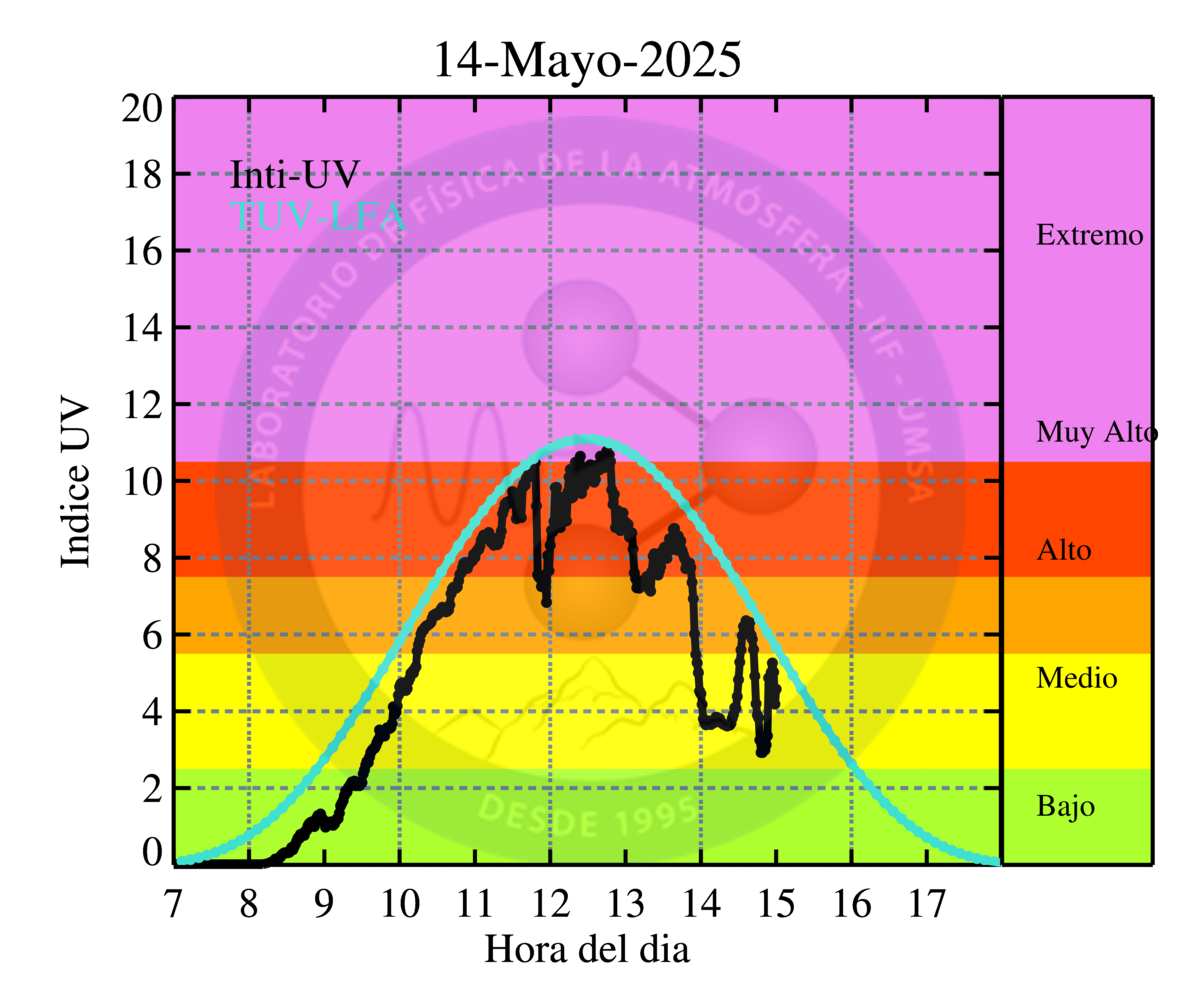 14-Mayo-2025
Inti-UV
TUV-LFA
LABORATORIO DE FÍSICA DE LA ATMÓSFERA - IIF - UMSA
DESDE 1995
Indice UV
20
18
16
14
12
10
8
6
4
2
0
Extremo
Muy Alto
Alto
Medio
Bajo
7 8 9 10 11 12 13 14 15 16 17
Hora del dia